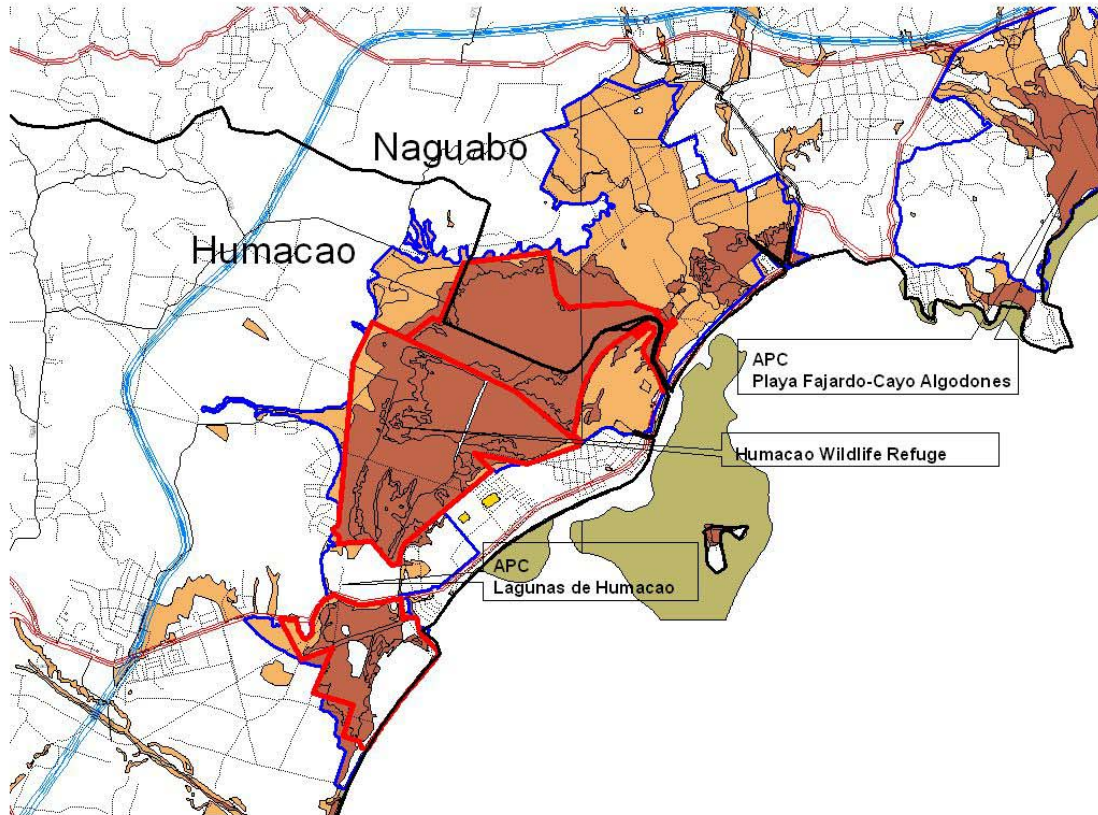 Naguabo
Humacao
APC
Playa Fajardo-Cayo Algodones
Humacao Wildlife Refuge
APC
Lagunas de Humacao